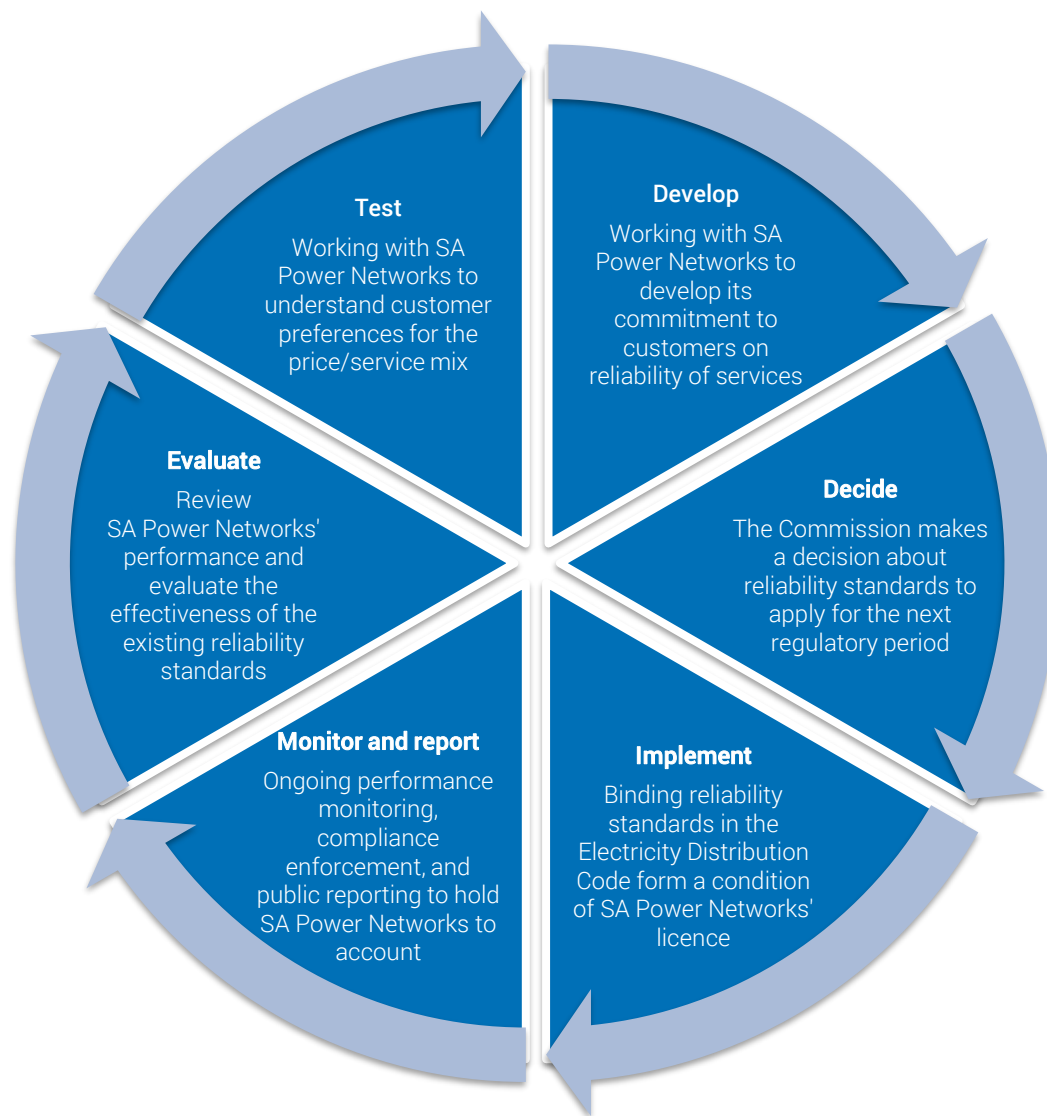 Test
Working with SA
Power Networks to
understand customer
preferences for the
price/service mix
Develop
Working with SA
Power Networks to
develop its
commitment to
customers on
reliability of services
Decide
The Commission makes
a decision about
reliability standards to
apply for the next
regulatory period
Implement
Binding reliability
standards in the
Electricity Distribution
Code form a condition
of SA Power Networks'
licence
Monitor and report
Ongoing performance
monitoring,
compliance
enforcement, and
public reporting to hold
SA Power Networks to
account
Evaluate
Review
SA Power Networks'
performance and
evaluate the
effectiveness of the
existing reliability
standards